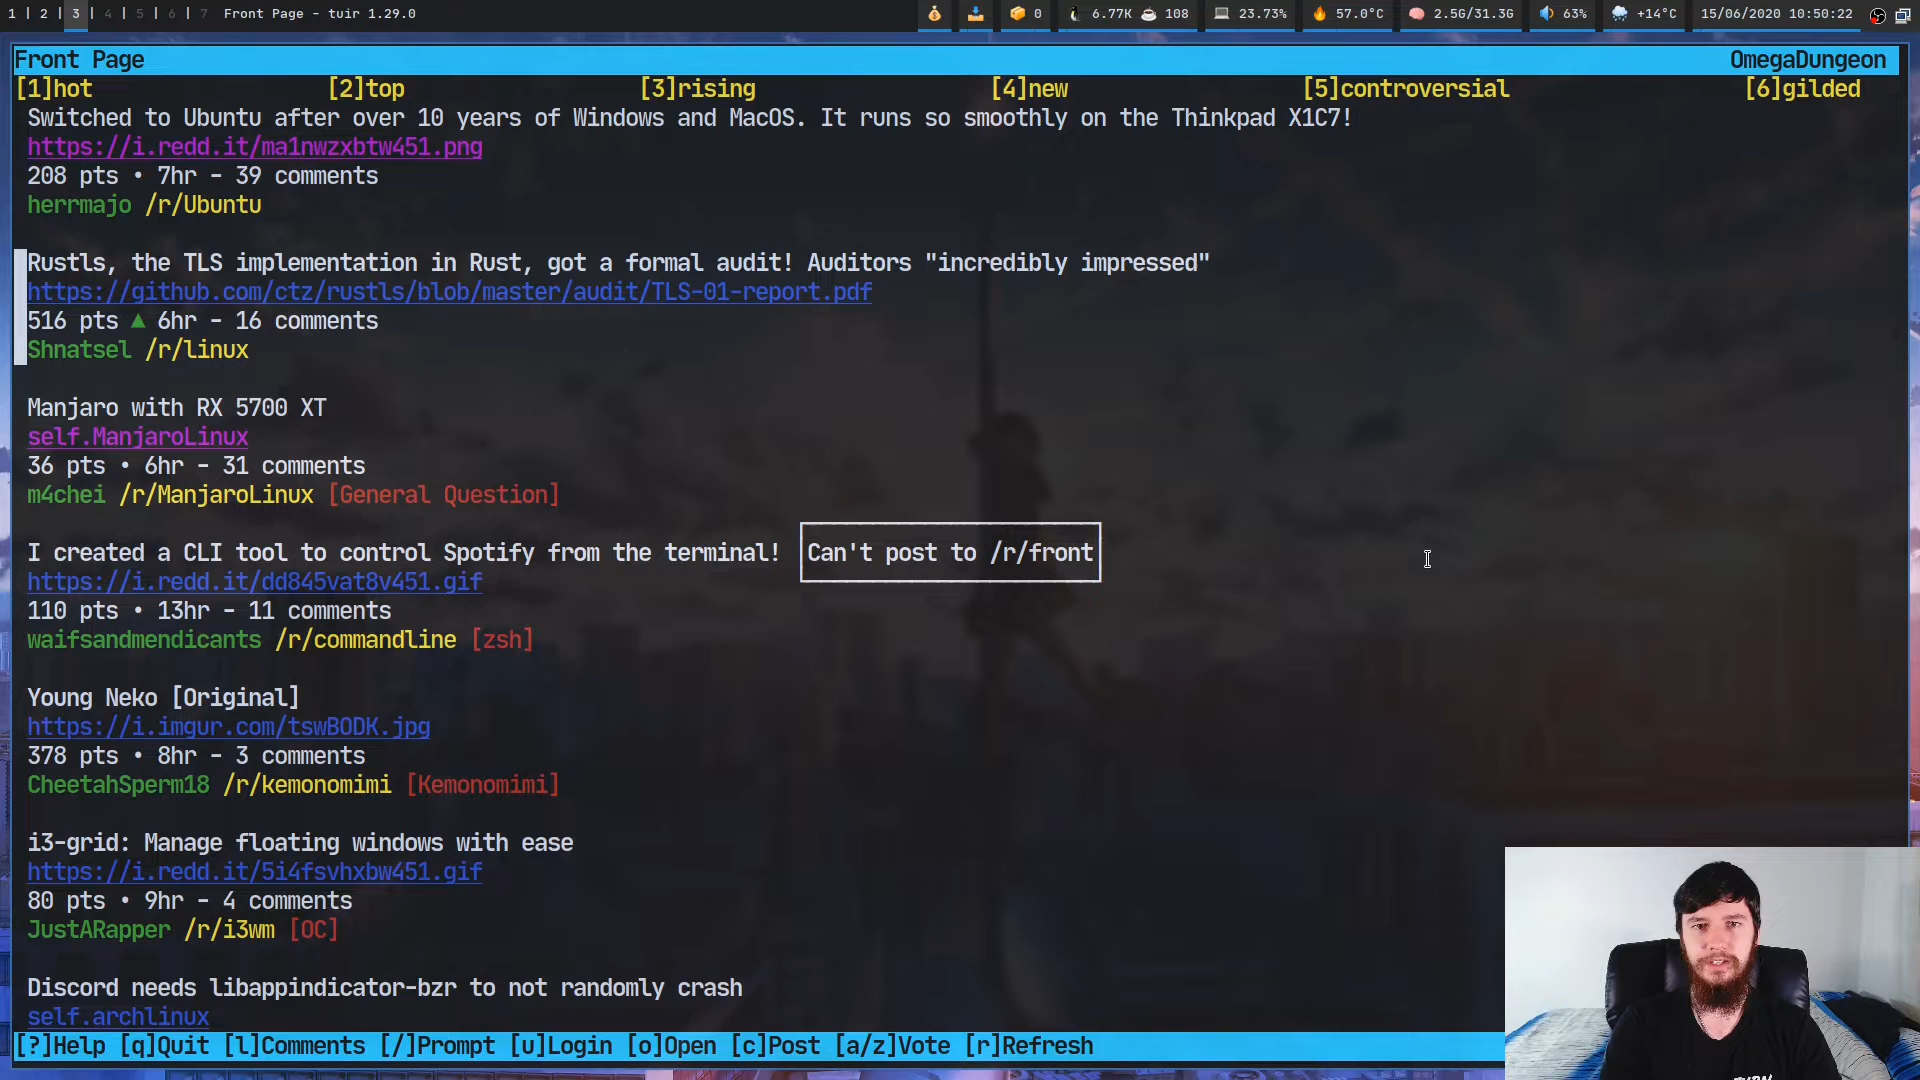 1 | 2 | 3 | 4 | 5 | 6 | 7 Front Page - tuir 1.29.0 0 6.77K 108 23.73% 57.0°C 2.5G/31.3G 63% +14°C 15/06/2020 10:50:22
Front Page OmegaDungeon
[1]hot [2]top [3]rising [4]new [5]controversial [6]gilded
Switched to Ubuntu after over 10 years of Windows and MacOS. It runs so smoothly on the Thinkpad X1C7!
https://i.redd.it/ma1nwzxbtw451.png
208 pts • 7hr - 39 comments
herrmajo /r/Ubuntu
Rustls, the TLS implementation in Rust, got a formal audit! Auditors "incredibly impressed"
https://github.com/ctz/rustls/blob/master/audit/TLS-01-report.pdf
516 pts ▲ 6hr - 16 comments
Shnatsel /r/linux
Manjaro with RX 5700 XT
self.ManjaroLinux
36 pts • 6hr - 31 comments
m4chei /r/ManjaroLinux [General Question]
I created a CLI tool to control Spotify from the terminal!
Can't post to /r/front
https://i.redd.it/dd845vat8v451.gif
110 pts • 13hr - 11 comments
waifsandmendicants /r/commandline [zsh]
Young Neko [Original]
https://i.imgur.com/tswBODK.jpg
378 pts • 8hr - 3 comments
CheetahSperm18 /r/kemonomimi [Kemonomimi]
i3-grid: Manage floating windows with ease
https://i.redd.it/5i4fsvhxbw451.gif
80 pts • 9hr - 4 comments
JustARapper /r/i3wm [OC]
Discord needs libappindicator-bzr to not randomly crash
self.archlinux
[?]Help [q]Quit [l]Comments [/]Prompt [u]Login [o]Open [c]Post [a/z]Vote [r]Refresh